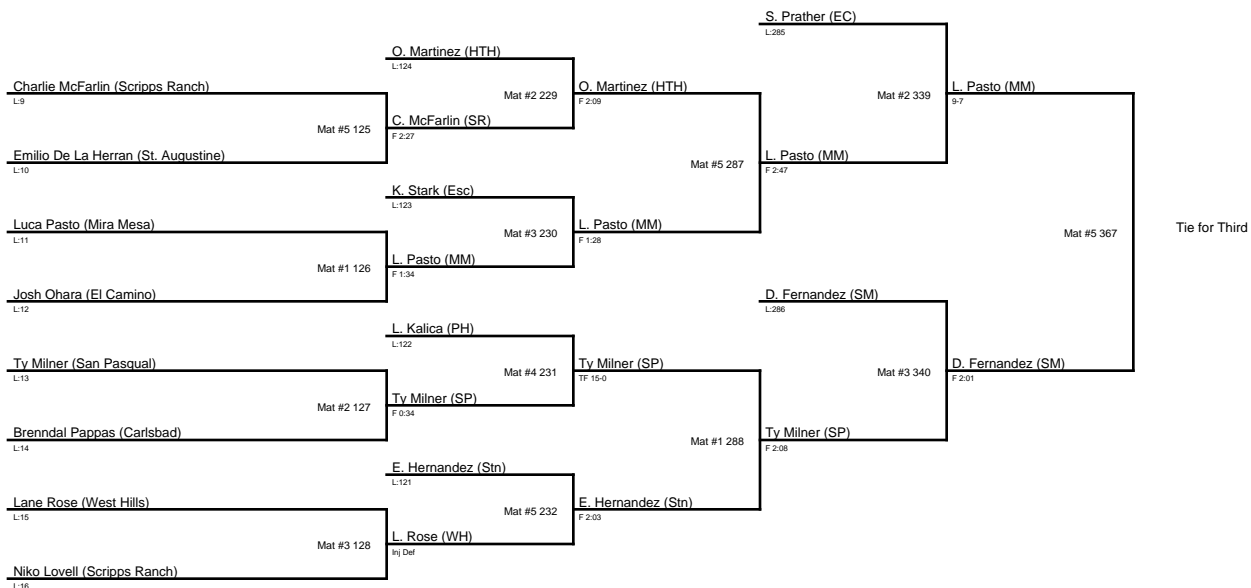 S. Prather (EC)
L:285
O. Martinez (HTH)
L:124
Charlie McFarlin (Scripps Ranch)
L:9
Mat #2 229
O. Martinez (HTH)
F 2:09
Mat #2 339
L. Pasto (MM)
9-7
Mat #5 125
C. McFarlin (SR)
F 2:27
Emilio De La Herran (St. Augustine)
L:10
Mat #5 287
L. Pasto (MM)
F 2:47
K. Stark (Esc)
L:123
Luca Pasto (Mira Mesa)
L:11
Mat #3 230
L. Pasto (MM)
F 1:28
Mat #5 367
Tie for Third
Mat #1 126
L. Pasto (MM)
F 1:34
Josh Ohara (El Camino)
L:12
D. Fernandez (SM)
L:286
L. Kalica (PH)
L:122
Ty Milner (San Pasqual)
L:13
Mat #4 231
Ty Milner (SP)
TF 15-0
Mat #3 340
D. Fernandez (SM)
F 2:01
Mat #2 127
Ty Milner (SP)
F 0:34
Brenndal Pappas (Carlsbad)
L:14
Mat #1 288
Ty Milner (SP)
F 2:08
E. Hernandez (Stn)
L:121
Lane Rose (West Hills)
L:15
Mat #5 232
E. Hernandez (Stn)
F 2:03
Mat #3 128
L. Rose (WH)
Inj Def
Niko Lovell (Scripps Ranch)
L:16